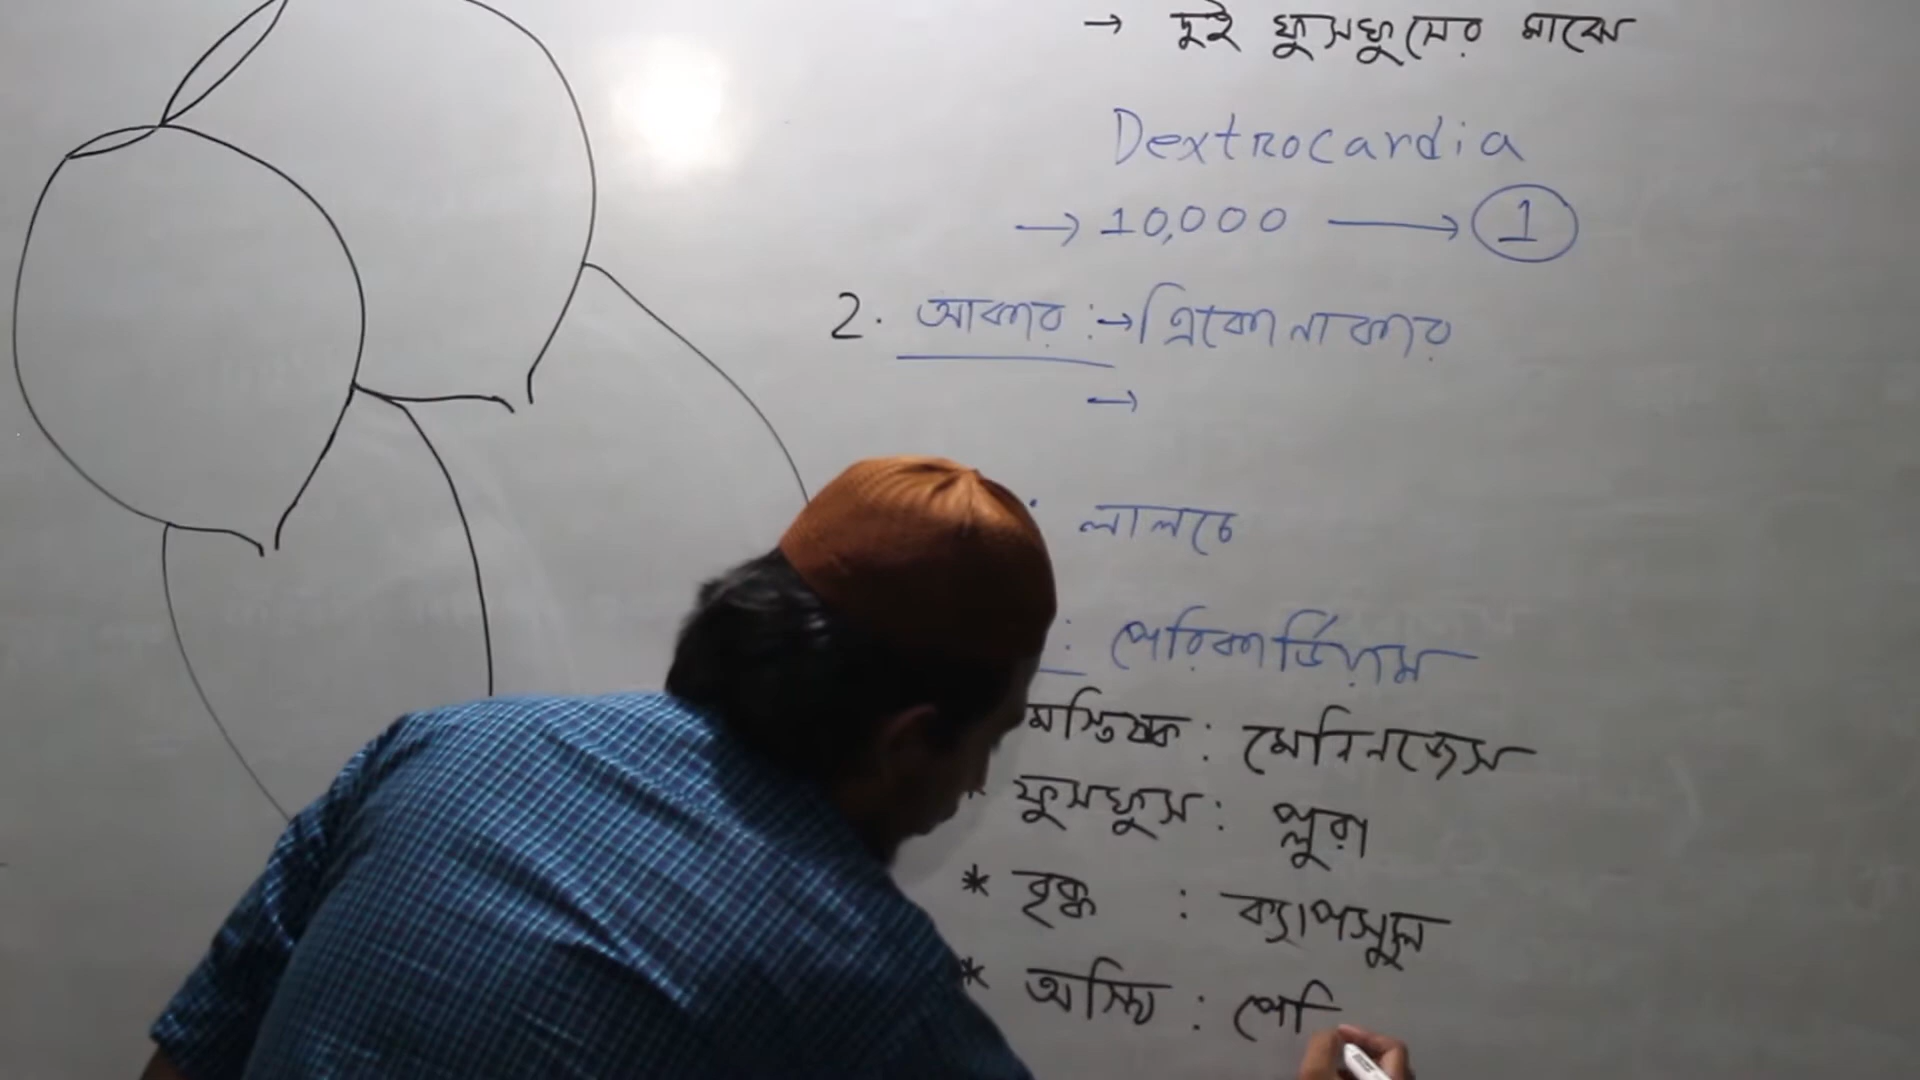 → দুই ফুসফুসের মাঝে
Dextrocardia
→ 10,000 → 1
2. আকার :→ ত্রিকোনাকার
→
: লালচে
: পেরিকার্ডিয়াম
মস্তিষ্ক : মেনিনজেস
* ফুসফুস : প্লুরা
* বৃক্ক : ক্যাপসুল
* অস্থি : পেরি